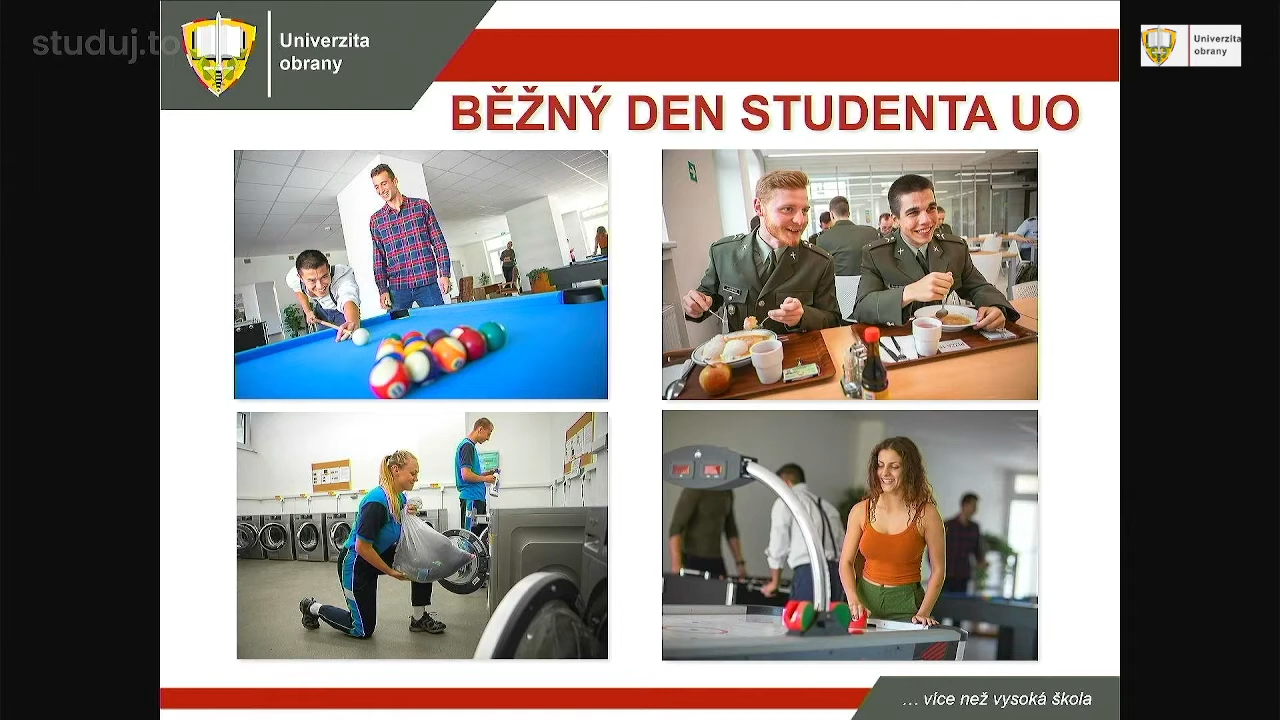 studuj.to
Univerzita
obrany
Univerzita
obrany
BĚŽNÝ DEN STUDENTA UO
... více než vysoká škola